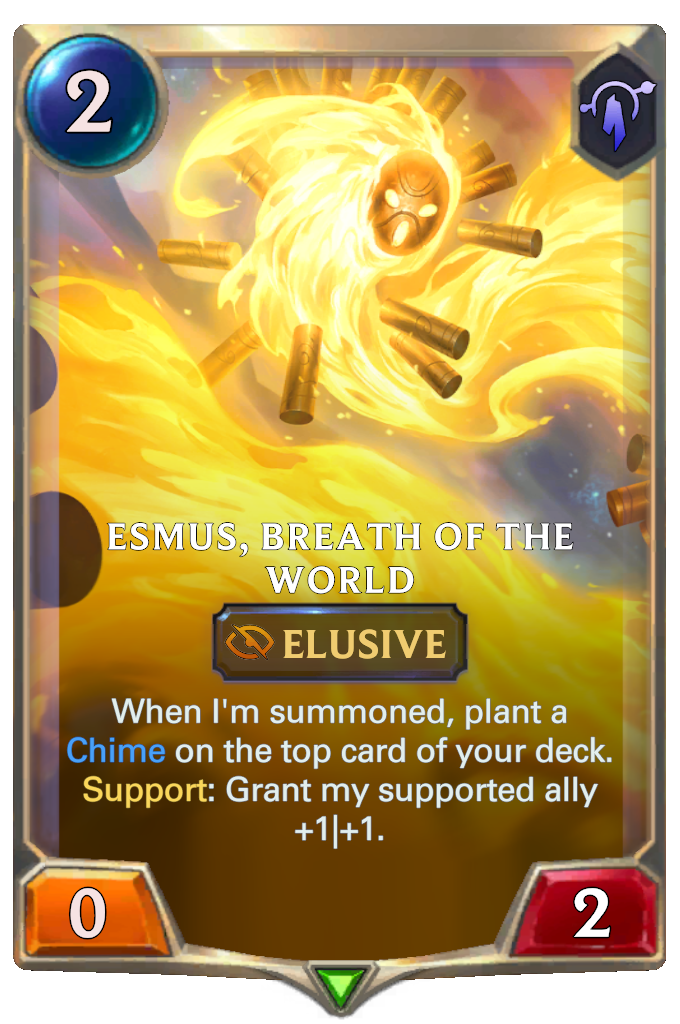 2
ESMUS, BREATH OF THE
WORLD
ELUSIVE
When I'm summoned, plant a
Chime on the top card of your deck.
Support: Grant my supported ally
+1|+1.
0
2